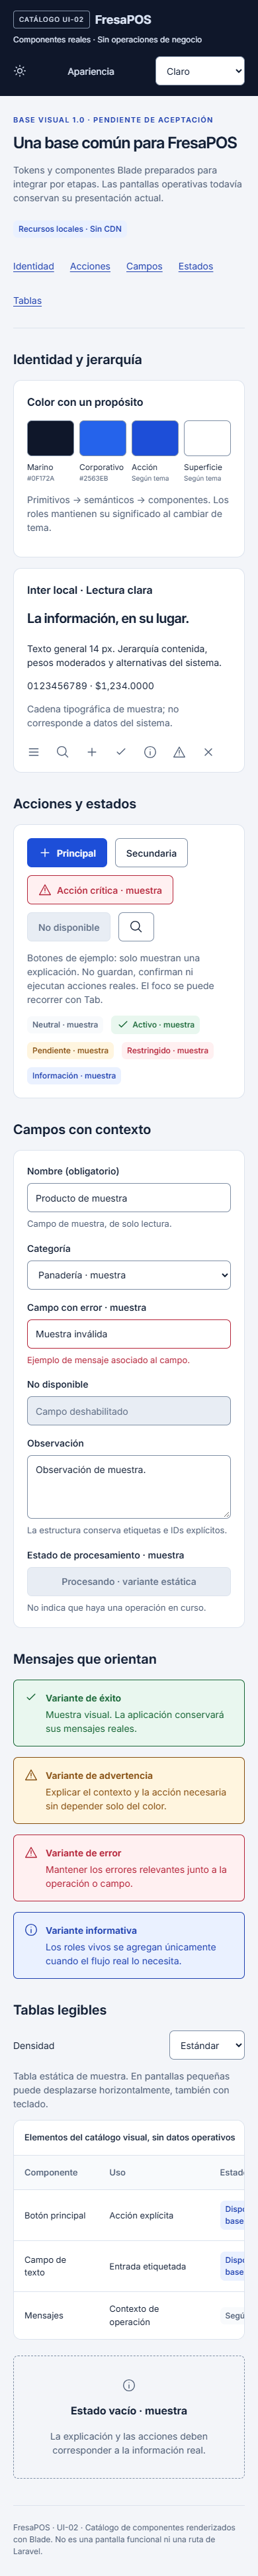 CATÁLOGO UI-02 FresaPOS
Componentes reales · Sin operaciones de negocio
Apariencia
Claro
BASE VISUAL 1.0 · PENDIENTE DE ACEPTACIÓN
Una base común para FresaPOS
Tokens y componentes Blade preparados para
integrar por etapas. Las pantallas operativas todavía
conservan su presentación actual.
Recursos locales · Sin CDN
Identidad Acciones Campos Estados
Tablas
Identidad y jerarquía
Color con un propósito
Marino Corporativo Acción Superficie
#0F172A #2563EB Según tema Según tema
Primitivos → semánticos → componentes. Los
roles mantienen su significado al cambiar de
tema.
Inter local · Lectura clara
La información, en su lugar.
Texto general 14 px. Jerarquía contenida,
pesos moderados y alternativas del sistema.
0123456789 · $1,234.0000
Cadena tipográfica de muestra; no
corresponde a datos del sistema.
Acciones y estados
Principal
Secundaria
Acción crítica · muestra
No disponible
Botones de ejemplo: solo muestran una
explicación. No guardan, confirman ni
ejecutan acciones reales. El foco se puede
recorrer con Tab.
Neutral · muestra
Activo · muestra
Pendiente · muestra
Restringido · muestra
Información · muestra
Campos con contexto
Nombre (obligatorio)
Producto de muestra
Campo de muestra, de solo lectura.
Categoría
Panadería · muestra
Campo con error · muestra
Muestra inválida
Ejemplo de mensaje asociado al campo.
No disponible
Campo deshabilitado
Observación
Observación de muestra.
La estructura conserva etiquetas e IDs explícitos.
Estado de procesamiento · muestra
Procesando · variante estática
No indica que haya una operación en curso.
Mensajes que orientan
Variante de éxito
Muestra visual. La aplicación conservará
sus mensajes reales.
Variante de advertencia
Explicar el contexto y la acción necesaria
sin depender solo del color.
Variante de error
Mantener los errores relevantes junto a la
operación o campo.
Variante informativa
Los roles vivos se agregan únicamente
cuando el flujo real lo necesita.
Tablas legibles
Densidad
Estándar
Tabla estática de muestra. En pantallas pequeñas
puede desplazarse horizontalmente, también con
teclado.
Elementos del catálogo visual, sin datos operativos
Componente Uso Estado
Botón principal Acción explícita Dispo
base
Campo de
texto Entrada etiquetada Dispo
base
Mensajes Contexto de
operación Segú
Estado vacío · muestra
La explicación y las acciones deben
corresponder a la información real.
FresaPOS · UI-02 · Catálogo de componentes renderizados
con Blade. No es una pantalla funcional ni una ruta de
Laravel.